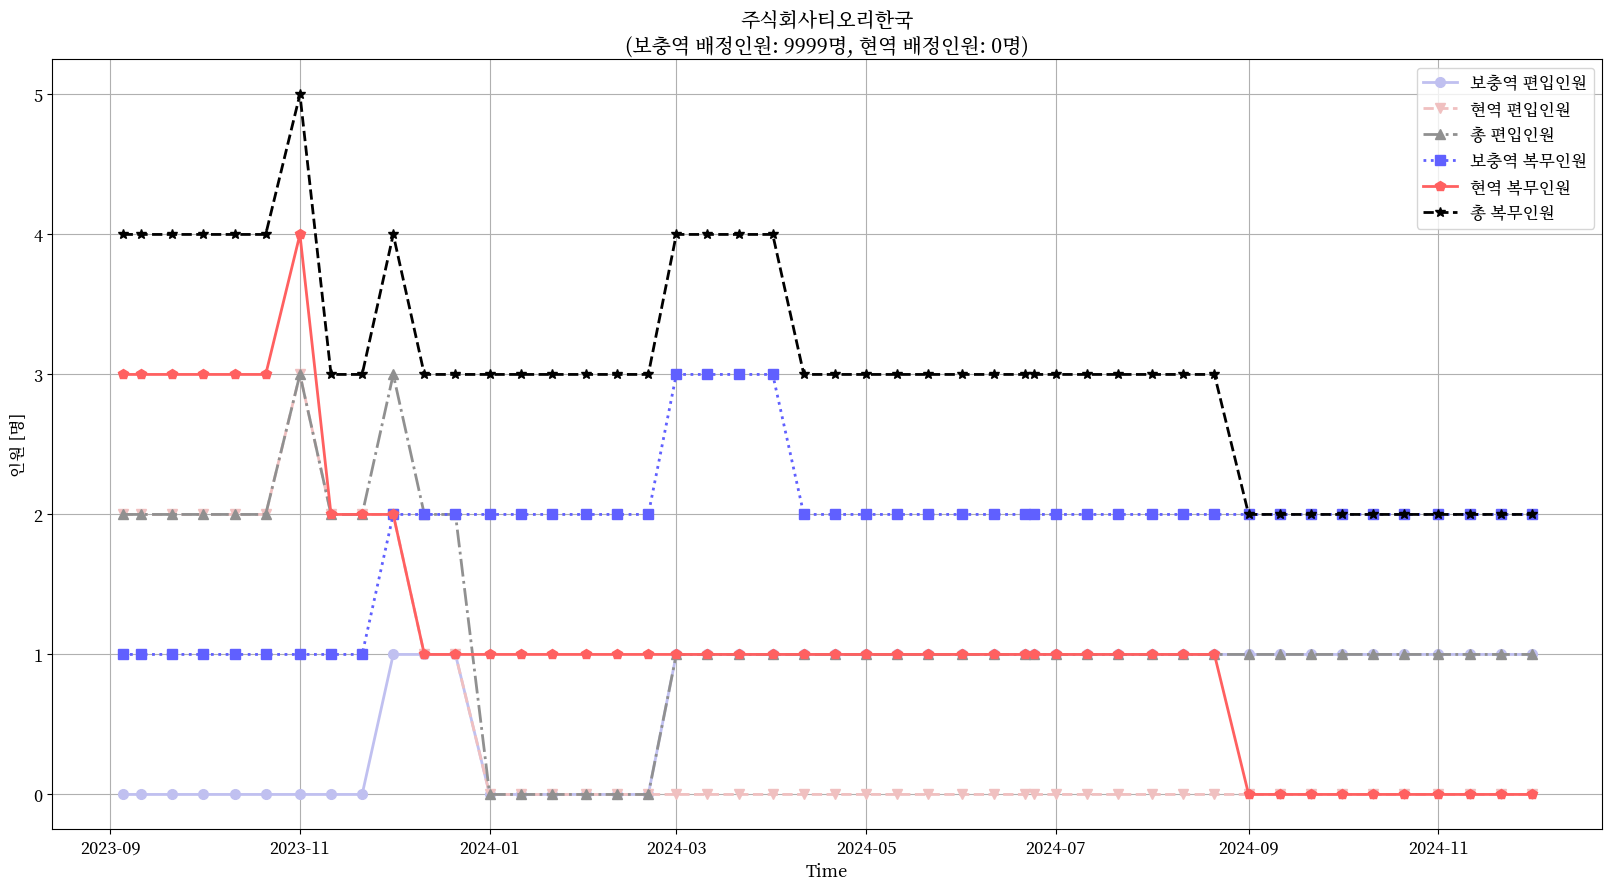 주식회사티오리한국
(보충역 배정인원: 9999명, 현역 배정인원: 0명)
보충역 편입인원
현역 편입인원
총 편입인원
보충역 복무인원
현역 복무인원
총 복무인원
인원 [명]
5
4
3
2
1
0
2023-09
2023-11
2024-01
2024-03
2024-05
2024-07
2024-09
2024-11
Time